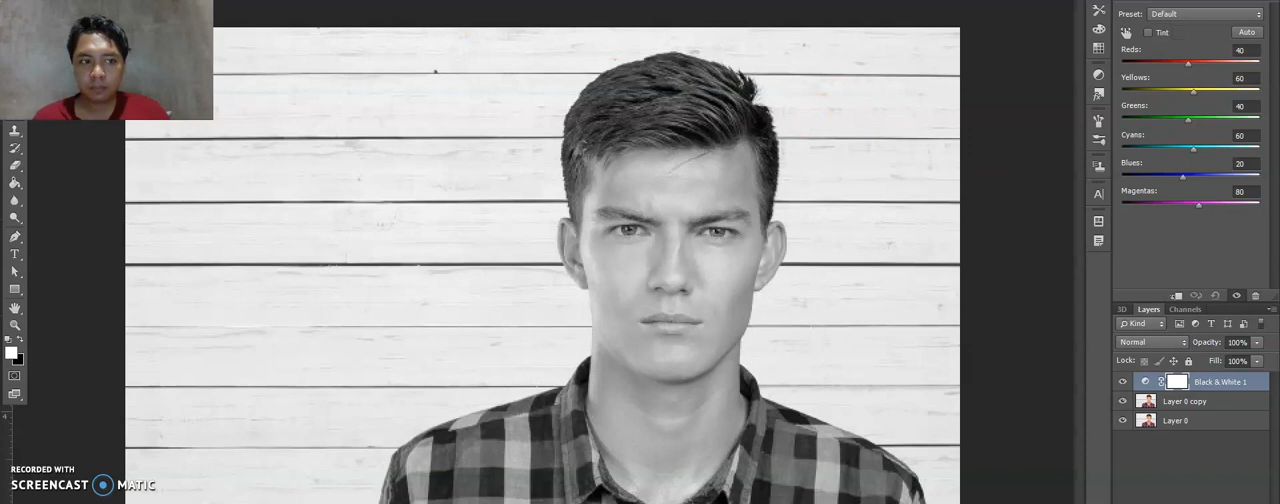 Preset: Default
Tint
Auto
Reds: 40
Yellows: 60
Greens: 40
Cyans: 60
Blues: 20
Magentas: 80
A|
T
3D Layers Channels
Kind
T
Normal Opacity: 100%
Lock: Fill: 100%
Black & White 1
Layer 0 copy
Layer 0
4
RECORDED WITH
SCREENCAST MATIC